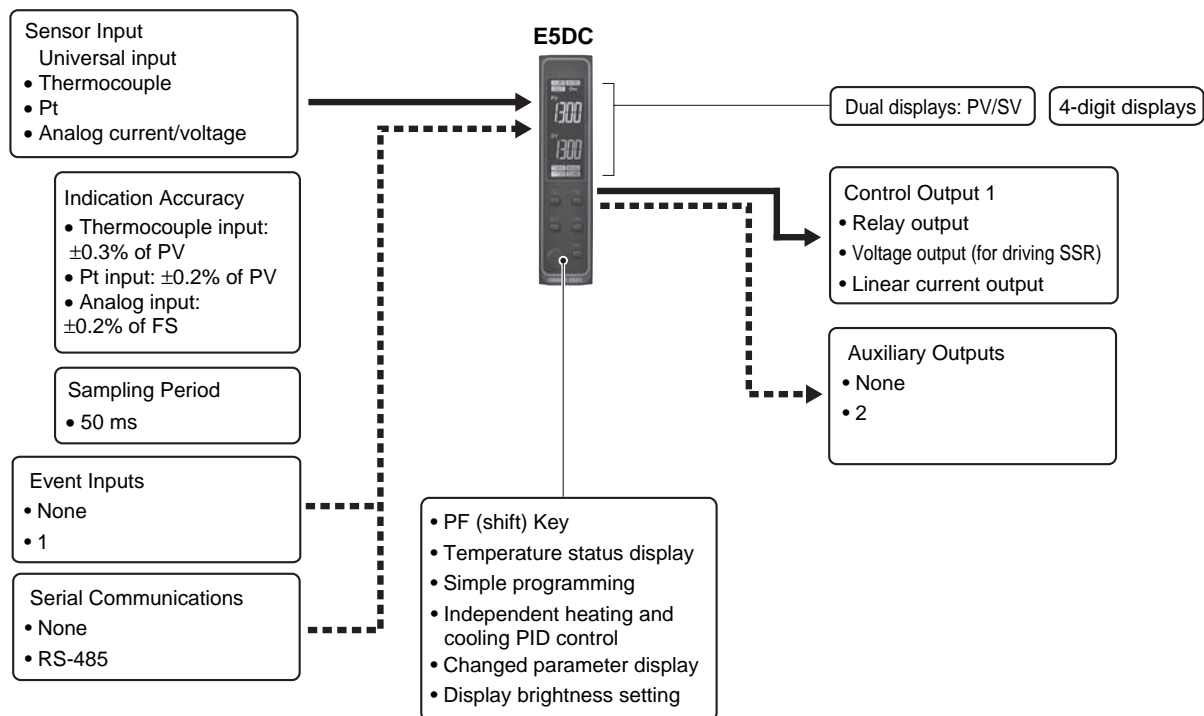 Sensor Input
Universal input
• Thermocouple
• Pt
• Analog current/voltage
Indication Accuracy
• Thermocouple input:
±0.3% of PV
• Pt input: ±0.2% of PV
• Analog input:
±0.2% of FS
Sampling Period
• 50 ms
Event Inputs
• None
• 1
Serial Communications
• None
• RS-485
E5DC
PV
1300
SV
1300
• PF (shift) Key
• Temperature status display
• Simple programming
• Independent heating and
cooling PID control
• Changed parameter display
• Display brightness setting
Dual displays: PV/SV
4-digit displays
Control Output 1
• Relay output
• Voltage output (for driving SSR)
• Linear current output
Auxiliary Outputs
• None
• 2